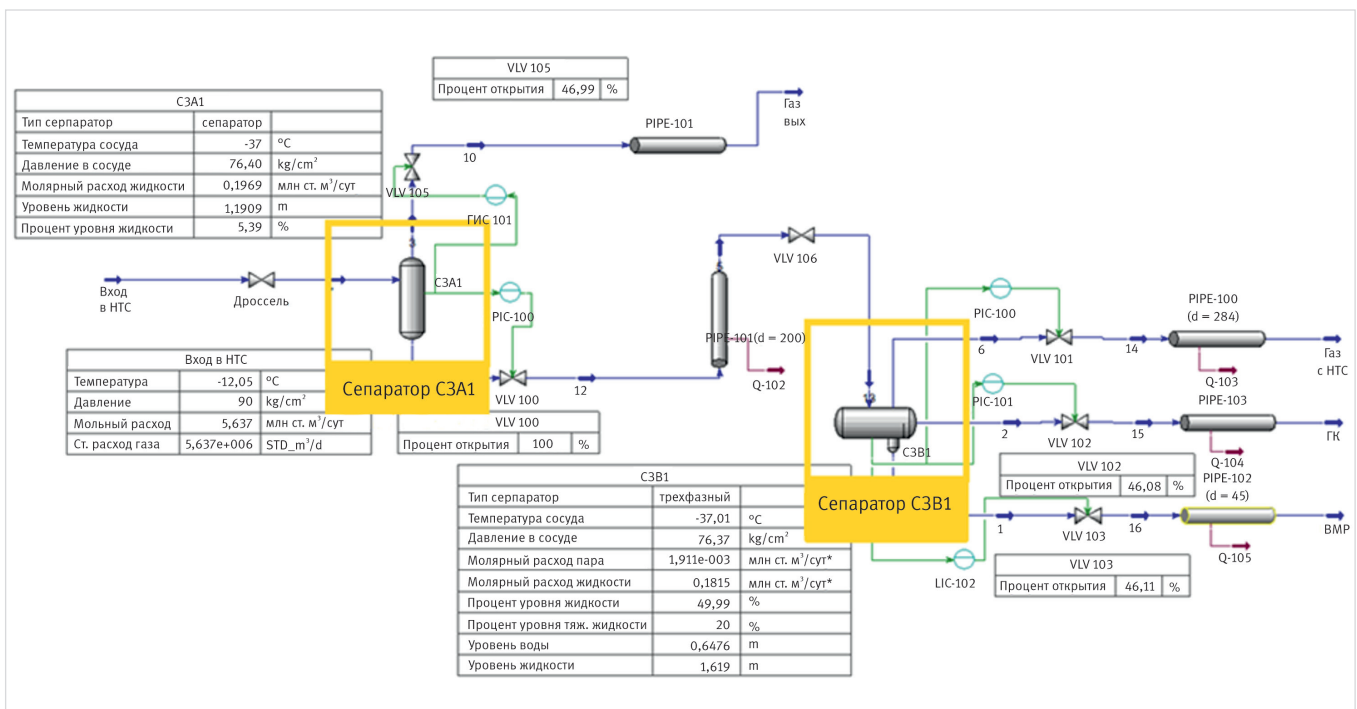 VLV 105
Процент открытия 46,99 %
Газ
вых
С3А1
Тип серпаратор сепаратор
Температура сосуда -37 °C
Давление в сосуде 76,40 kg/cm²
Молярный расход жидкости 0,1969 млн ст. м³/сут
Уровень жидкости 1,1909 m
Процент уровня жидкости 5,39 %
PIPE-101
10
VLV 105
ГИС 101
3
VLV 106
5
С3А1
Вход
в НТС
Дроссель
PIC-100
PIC-100
PIPE-100
(d = 284)
PIPE-101(d = 200)
6
VLV 101
14
Газ
с НТС
Вход в НТС
Температура -12,05 °C
Давление 90 kg/cm²
Мольный расход 5,637 млн ст. м³/сут
Ст. расход газа 5,637e+006 STD_m³/d
Сепаратор С3А1
VLV 100
12
Q-102
Q-103
PIC-101
PIPE-103
VLV 100
Процент открытия 100 %
13
2
VLV 102
15
ГК
С3В1
Q-104
VLV 102
Процент открытия 46,08 %
PIPE-102
(d = 45)
Сепаратор С3В1
1
VLV 103
16
ВМР
Q-105
LIC-102
VLV 103
Процент открытия 46,11 %
С3В1
Тип серпаратор трехфазный
Температура сосуда -37,01 °C
Давление в сосуде 76,37 kg/cm²
Молярный расход пара 1,911e-003 млн ст. м³/сут*
Молярный расход жидкости 0,1815 млн ст. м³/сут*
Процент уровня жидкости 49,99 %
Процент уровня тяж. жидкости 20 %
Уровень воды 0,6476 m
Уровень жидкости 1,619 m